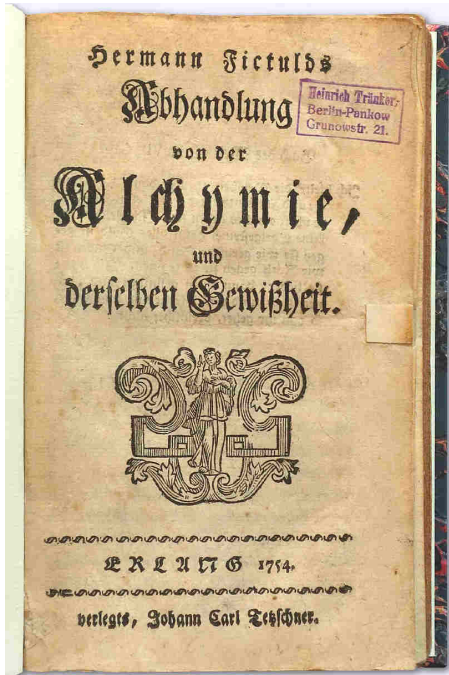 Hermann Fictulds
Abhandlung
von der
Alchymie,
und
derselben Gewißheit.
ERLANG 1754.
verlegts, Johann Carl Tetzschner.
Heinrich Tränker,
Berlin-Pankow
Grunowstr. 21.